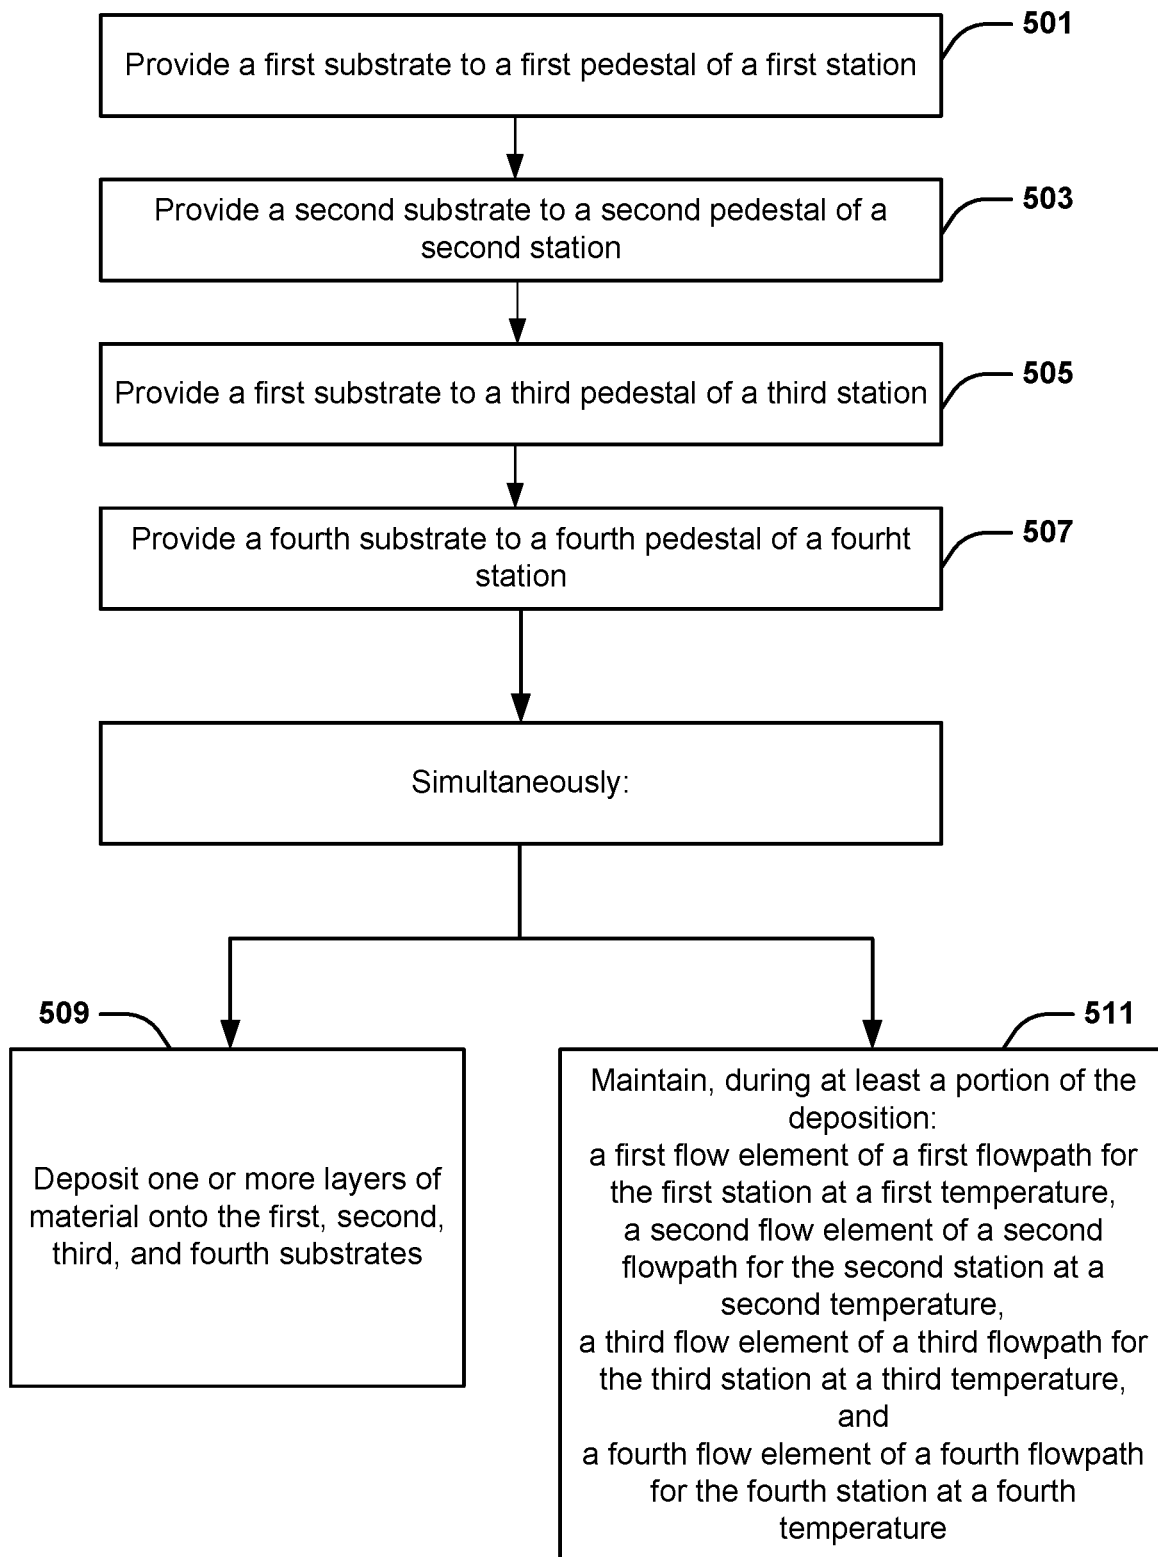 501
Provide a first substrate to a first pedestal of a first station
503
Provide a second substrate to a second pedestal of a
second station
505
Provide a first substrate to a third pedestal of a third station
507
Provide a fourth substrate to a fourth pedestal of a fourht
station
Simultaneously:
509
Deposit one or more layers of
material onto the first, second,
third, and fourth substrates
511
Maintain, during at least a portion of the
deposition:
a first flow element of a first flowpath for
the first station at a first temperature,
a second flow element of a second
flowpath for the second station at a
second temperature,
a third flow element of a third flowpath for
the third station at a third temperature,
and
a fourth flow element of a fourth flowpath
for the fourth station at a fourth
temperature